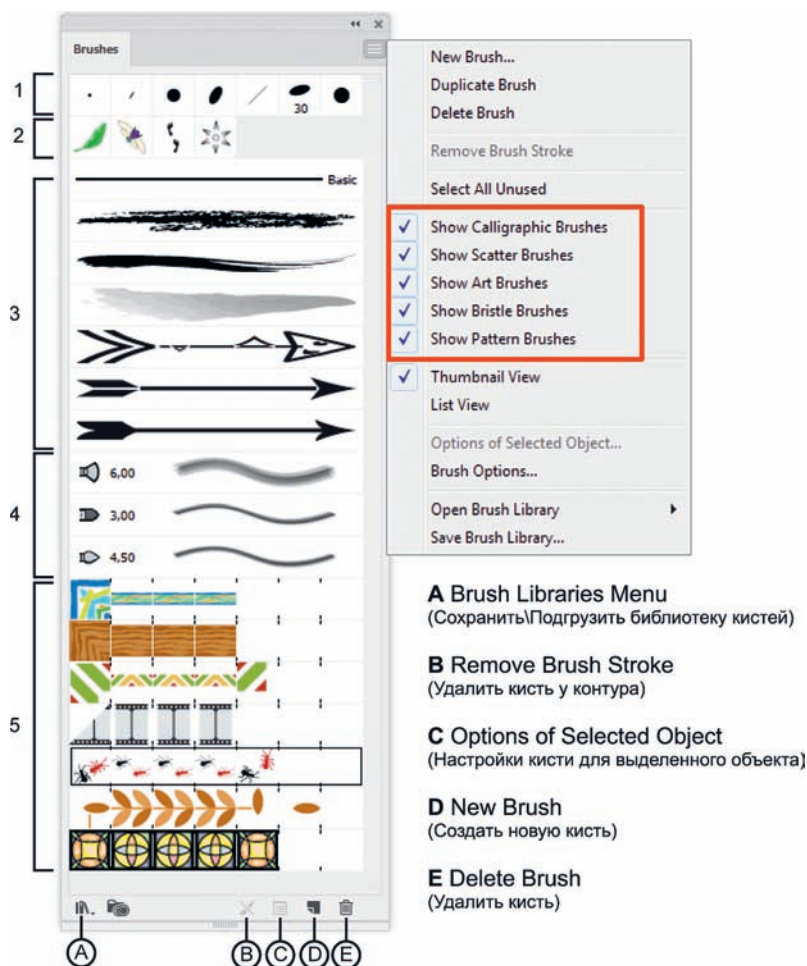 Brushes
1
30
2
Basic
3
4
6,00
3,00
4,50
5
New Brush...
Duplicate Brush
Delete Brush
Remove Brush Stroke
Select All Unused
Show Calligraphic Brushes
Show Scatter Brushes
Show Art Brushes
Show Bristle Brushes
Show Pattern Brushes
Thumbnail View
List View
Options of Selected Object...
Brush Options...
Open Brush Library
Save Brush Library...
A Brush Libraries Menu
(Сохранить\Подгрузить библиотеку кистей)
B Remove Brush Stroke
(Удалить кисть у контура)
C Options of Selected Object
(Настройки кисти для выделенного объекта)
D New Brush
(Создать новую кисть)
E Delete Brush
(Удалить кисть)
A B C D E